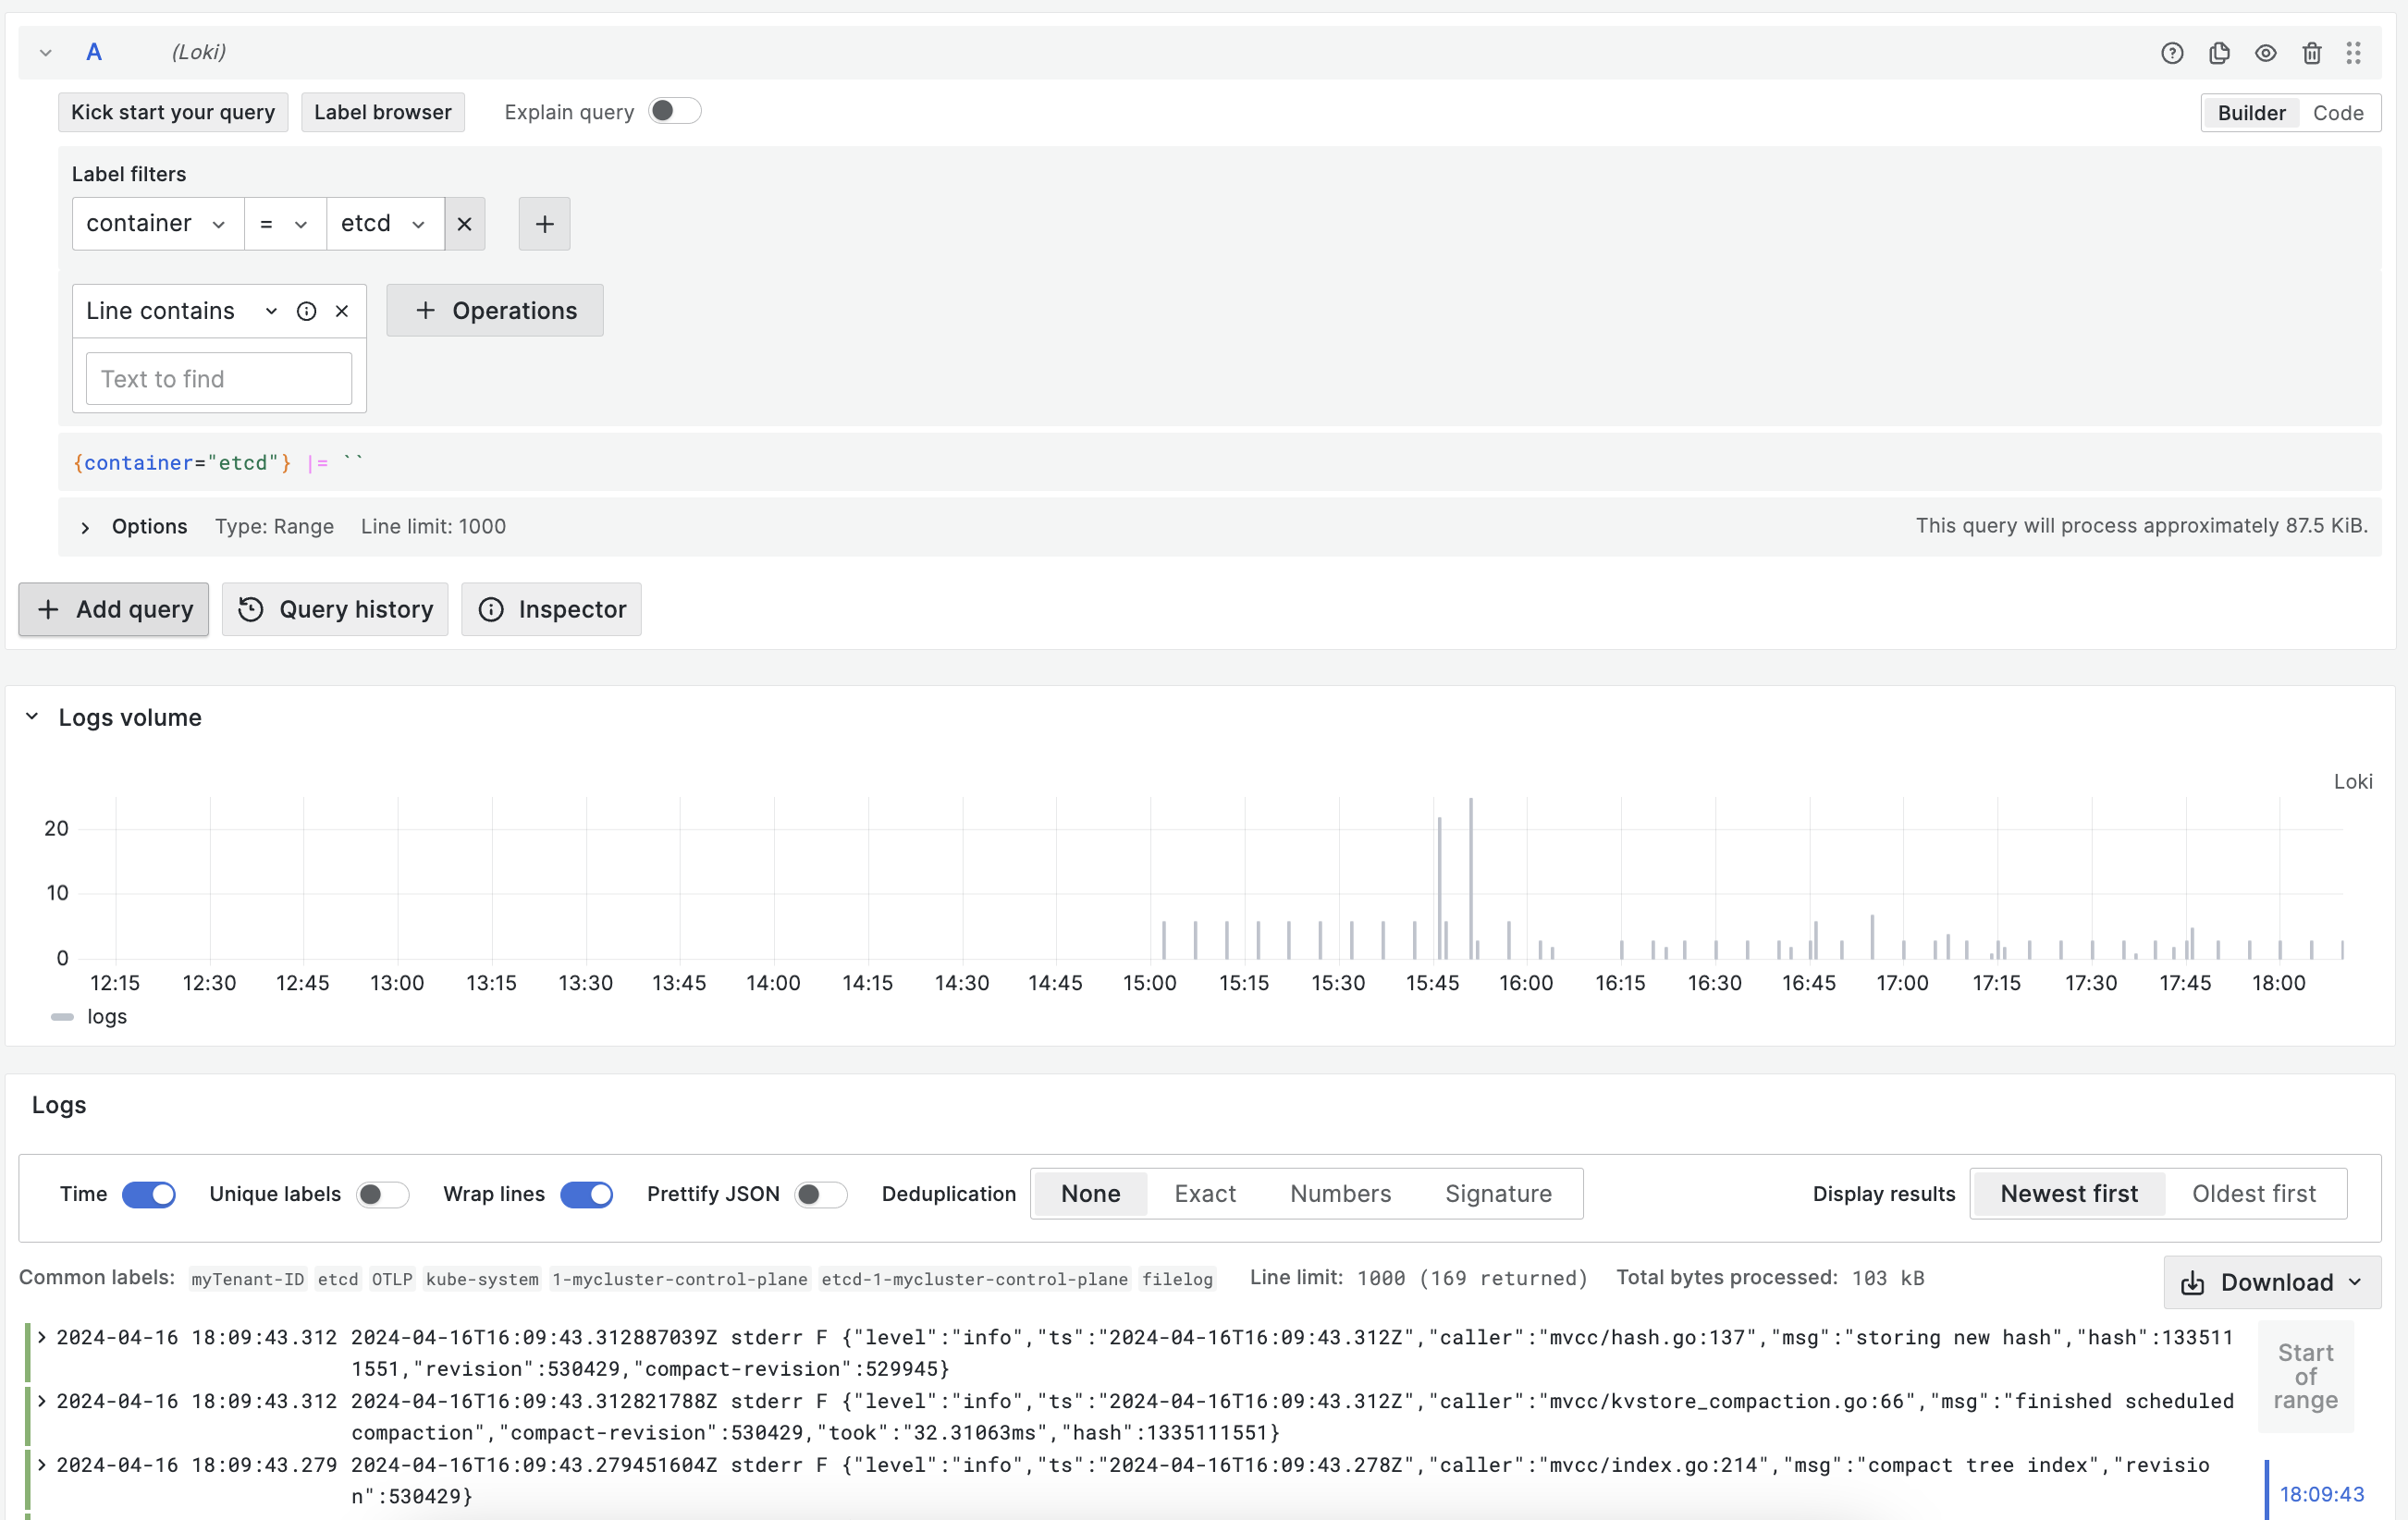 A (Loki)
Kick start your query Label browser Explain query Builder Code
Label filters
container = etcd
Line contains + Operations
Text to find
{container="etcd"} |= ``
Options Type: Range Line limit: 1000 This query will process approximately 87.5 KiB.
+ Add query Query history Inspector
Logs volume
Loki
20
10
0
12:15 12:30 12:45 13:00 13:15 13:30 13:45 14:00 14:15 14:30 14:45 15:00 15:15 15:30 15:45 16:00 16:15 16:30 16:45 17:00 17:15 17:30 17:45 18:00
logs
Logs
Time Unique labels Wrap lines Prettify JSON Deduplication None Exact Numbers Signature Display results Newest first Oldest first
Common labels: myTenant-ID etcd OTLP kube-system 1-mycluster-control-plane etcd-1-mycluster-control-plane filelog Line limit: 1000 (169 returned) Total bytes processed: 103 kB Download
2024-04-16 18:09:43.312 2024-04-16T16:09:43.312887039Z stderr F {"level":"info","ts":"2024-04-16T16:09:43.312Z","caller":"mvcc/hash.go:137","msg":"storing new hash","hash":133511
1551,"revision":530429,"compact-revision":529945}
2024-04-16 18:09:43.312 2024-04-16T16:09:43.312821788Z stderr F {"level":"info","ts":"2024-04-16T16:09:43.312Z","caller":"mvcc/kvstore_compaction.go:66","msg":"finished scheduled
compaction","compact-revision":530429,"took":"32.31063ms","hash":1335111551}
2024-04-16 18:09:43.279 2024-04-16T16:09:43.279451604Z stderr F {"level":"info","ts":"2024-04-16T16:09:43.278Z","caller":"mvcc/index.go:214","msg":"compact tree index","revisio
n":530429}
Start
of
range
18:09:43